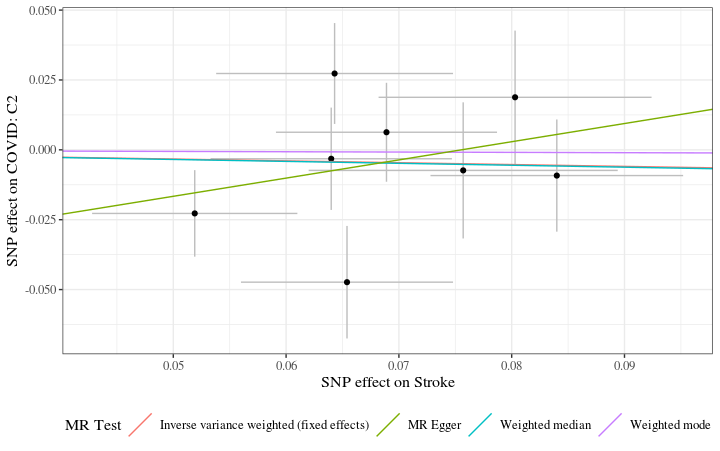 0.050
0.025
0.000
-0.025
-0.050
SNP effect on COVID: C2
0.05 0.06 0.07 0.08 0.09
SNP effect on Stroke
MR Test Inverse variance weighted (fixed effects) MR Egger Weighted median Weighted mode